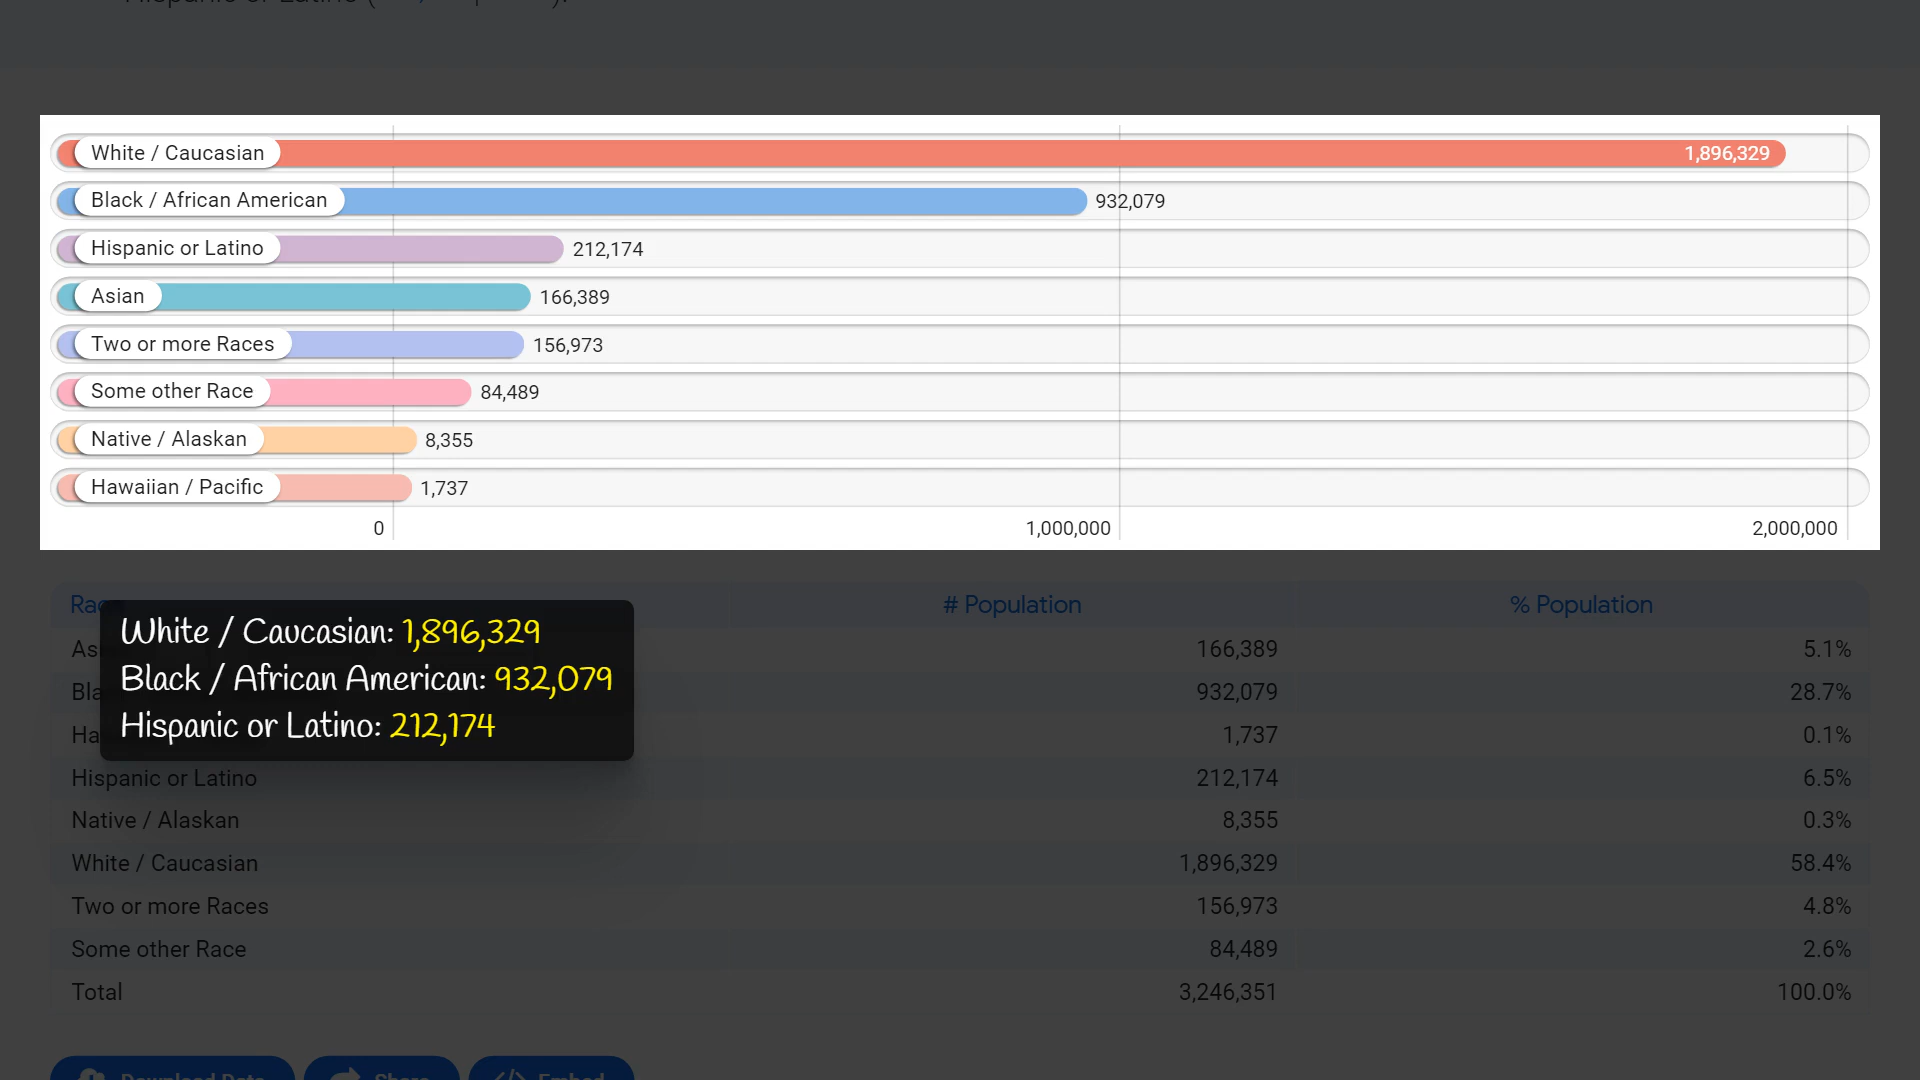 White / Caucasian 1,896,329
Black / African American 932,079
Hispanic or Latino 212,174
Asian 166,389
Two or more Races 156,973
Some other Race 84,489
Native / Alaskan 8,355
Hawaiian / Pacific 1,737
0 1,000,000 2,000,000
# Population % Population
White / Caucasian: 1,896,329
Black / African American: 932,079
Hispanic or Latino: 212,174
166,389 5.1%
932,079 28.7%
1,737 0.1%
Hispanic or Latino 212,174 6.5%
Native / Alaskan 8,355 0.3%
White / Caucasian 1,896,329 58.4%
Two or more Races 156,973 4.8%
Some other Race 84,489 2.6%
Total 3,246,351 100.0%